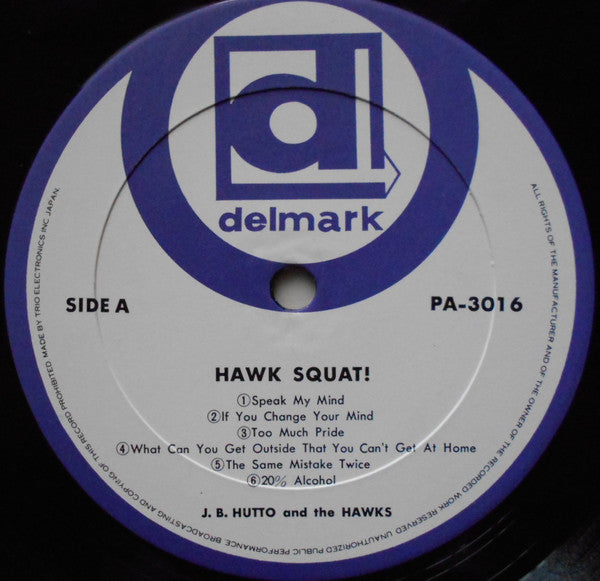 delmark
SIDE A
PA-3016
HAWK SQUAT!
①Speak My Mind
②If You Change Your Mind
③Too Much Pride
④What Can You Get Outside That You Can't Get At Home
⑤The Same Mistake Twice
⑥20% Alcohol
J. B. HUTTO and the HAWKS
ALL RIGHTS OF THE MANUFACTURER AND OF THE OWNER OF THE RECORDED WORK RESERVED UNAUTHORIZED PUBLIC PERFORMANCE BROADCASTING AND COPYING OF THIS RECORD PROHIBITED MADE BY TRIO ELECTRONICS INC JAPAN.